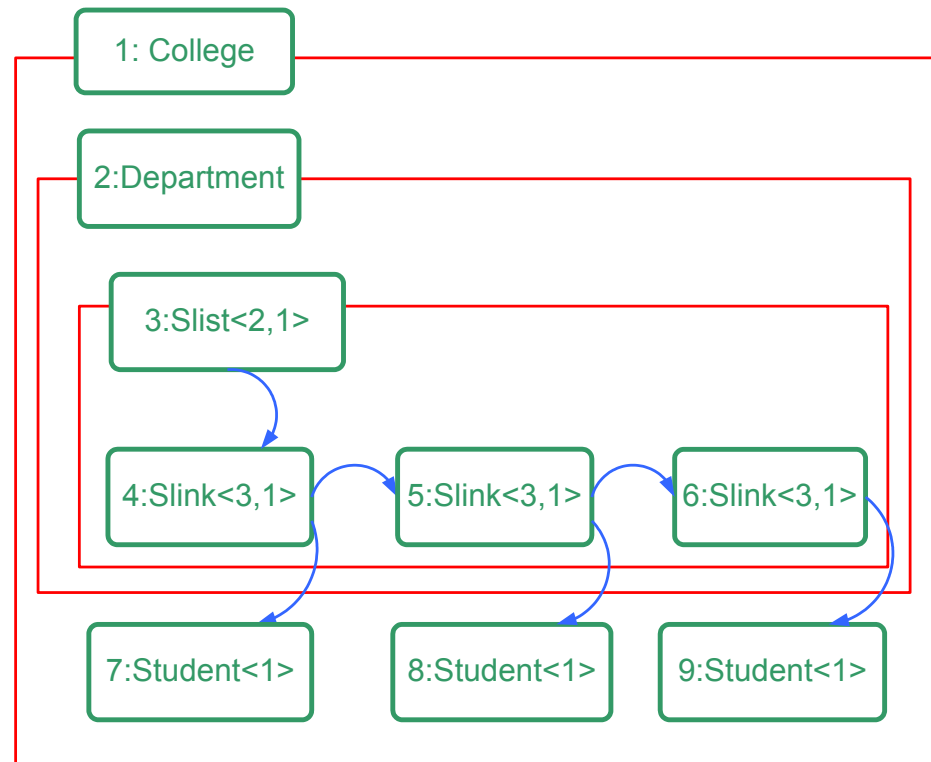 1: College
2:Department
3:Slist<2,1>
4:Slink<3,1>
5:Slink<3,1>
6:Slink<3,1>
7:Student<1>
8:Student<1>
9:Student<1>